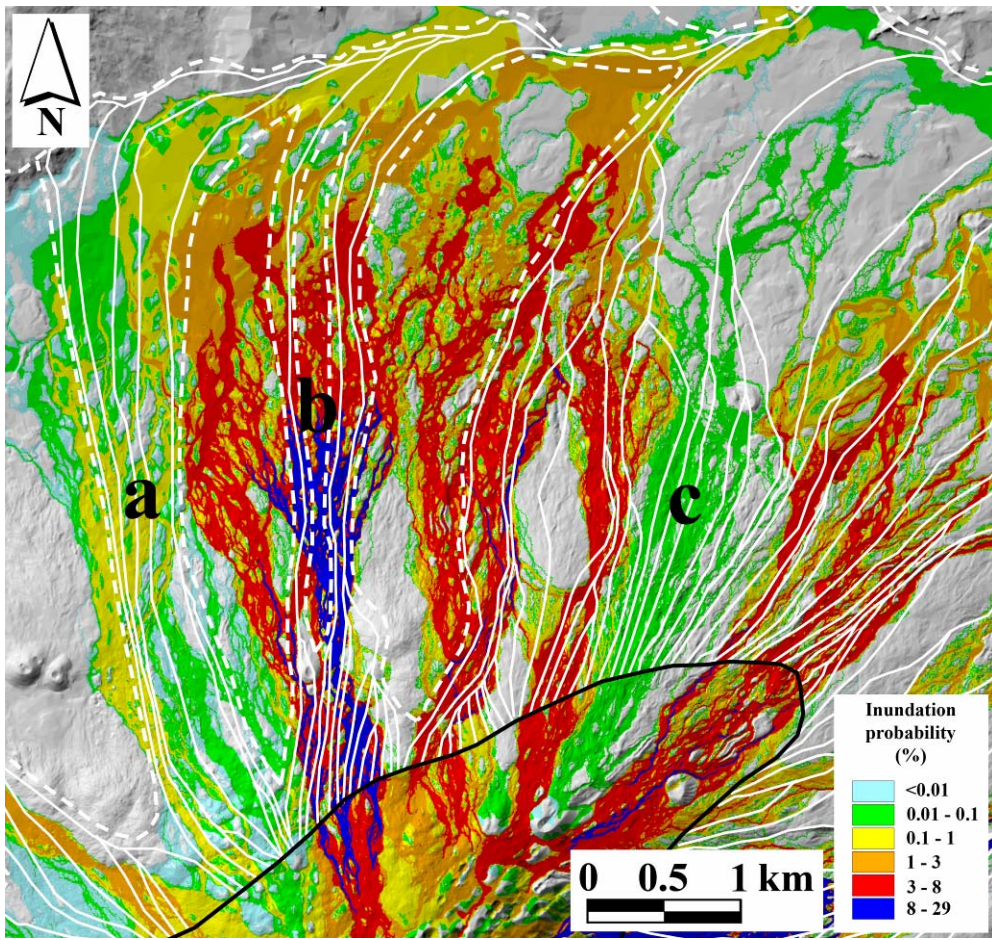 N
b
a
c
Inundation
probability
(%)
<0.01
0.01 - 0.1
0.1 - 1
1 - 3
3 - 8
8 - 29
0 0.5 1 km